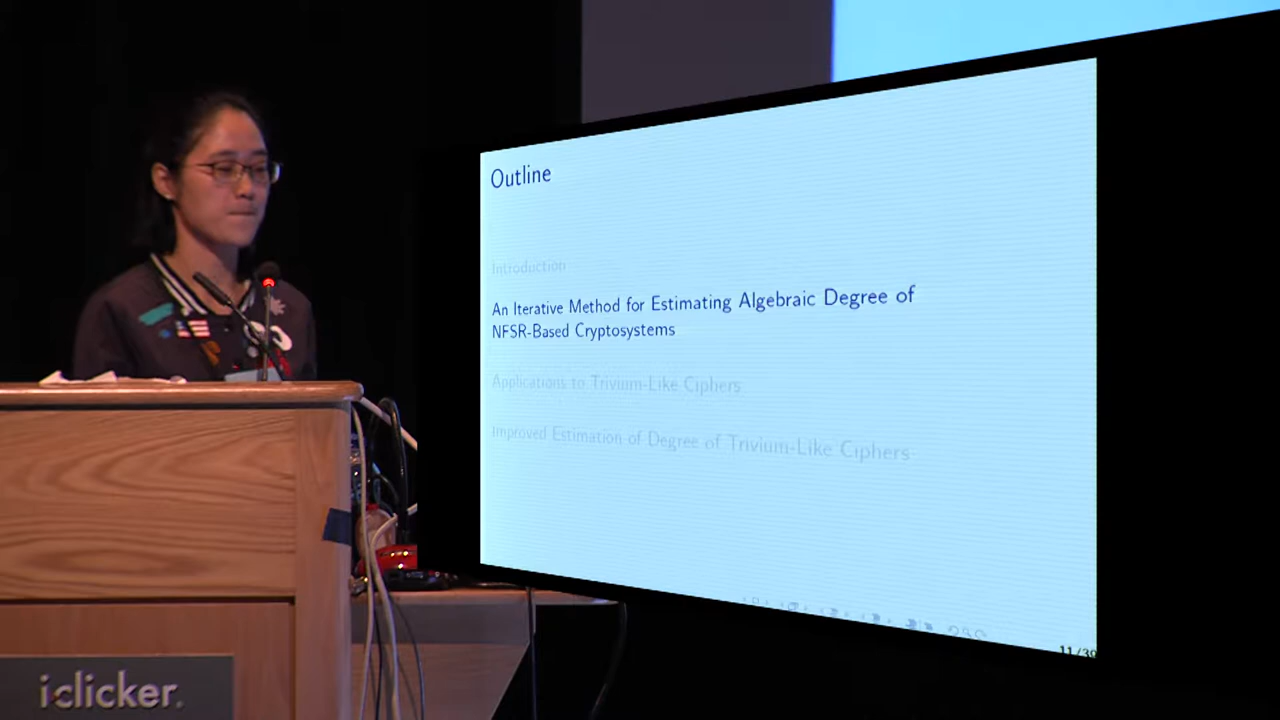 Outline
Introduction
An Iterative Method for Estimating Algebraic Degree of
NFSR-Based Cryptosystems
Applications to Trivium-Like Ciphers
Improved Estimation of Degree of Trivium-Like Ciphers
11/39
iclicker.